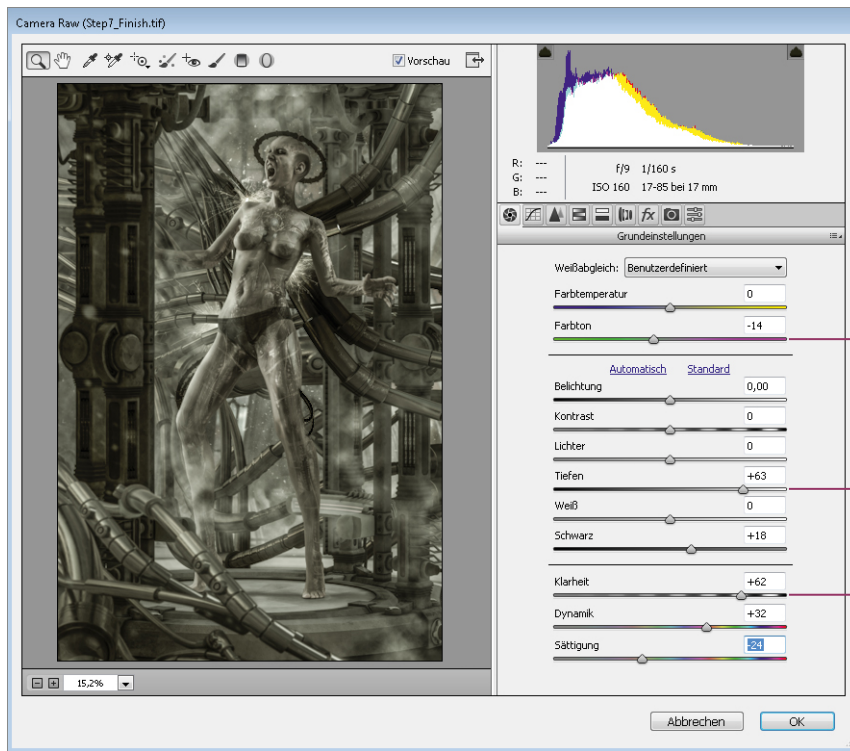 Camera Raw (Step7_Finish.tif)
Vorschau
R: ---
G: ---
B: ---
f/9 1/160 s
ISO 160 17-85 bei 17 mm
fx
Grundeinstellungen
Weißabgleich: Benutzerdefiniert
Farbtemperatur 0
Farbton -14
Automatisch Standard
Belichtung 0,00
Kontrast 0
Lichter 0
Tiefen +63
Weiß 0
Schwarz +18
Klarheit +62
Dynamik +32
Sättigung -24
15,2%
Abbrechen OK